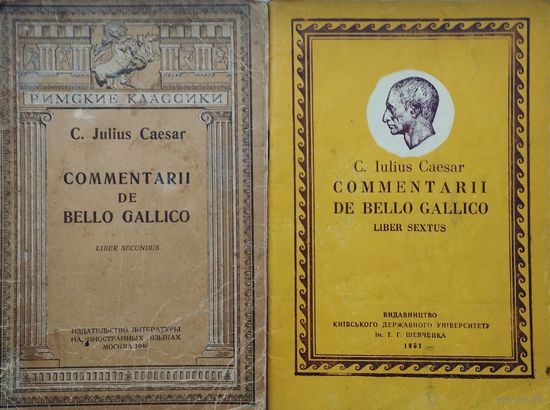 РИМСКИЕ КЛАССИКИ
C. Julius Caesar
COMMENTARII
DE
BELLO GALLICO
LIBER SECUNDUS
ИЗДАТЕЛЬСТВО ЛИТЕРАТУРЫ
НА ИНОСТРАННЫХ ЯЗЫКАХ
МОСКВА 1946
C. Iulius Caesar
COMMENTARII
DE BELLO GALLICO
LIBER SEXTUS
ВИДАВНИЦТВО
КИЇВСЬКОГО ДЕРЖАВНОГО УНІВЕРСИТЕТУ
Ім. Т. Г. ШЕВЧЕНКА
1951